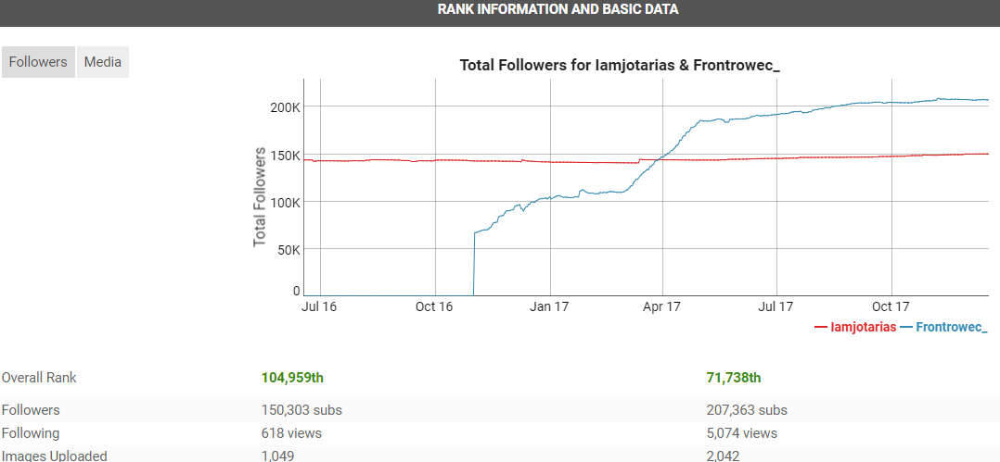 RANK INFORMATION AND BASIC DATA
Followers Media
Total Followers for Iamjotarias & Frontrowec_
Total Followers
200K
150K
100K
50K
0
Jul 16 Oct 16 Jan 17 Apr 17 Jul 17 Oct 17
Iamjotarias Frontrowec_
Overall Rank 104,959th 71,738th
Followers 150,303 subs 207,363 subs
Following 618 views 5,074 views
Images Uploaded 1,049 2,042